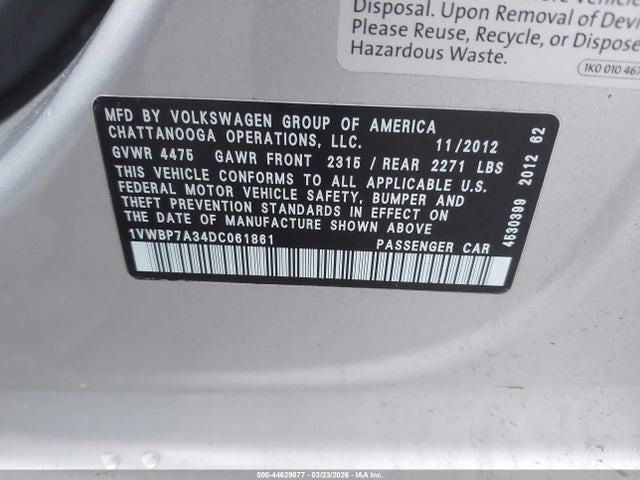 Disposal. Upon Removal of
Please Reuse, Recycle, or Dispose
Hazardous Waste.
1K0 010 467
MFD BY VOLKSWAGEN GROUP OF AMERICA
CHATTANOOGA OPERATIONS, LLC. 11/2012
GVWR 4475 GAWR FRONT 2315 / REAR 2271 LBS
THIS VEHICLE CONFORMS TO ALL APPLICABLE U.S.
FEDERAL MOTOR VEHICLE SAFETY, BUMPER AND
THEFT PREVENTION STANDARDS IN EFFECT ON
THE DATE OF MANUFACTURE SHOWN ABOVE.
1VWBP7A34DC061861 PASSENGER CAR
4530399 2012 62
000-44629877 - 03/23/2026 - COPYRIGHT IAA, LLC.